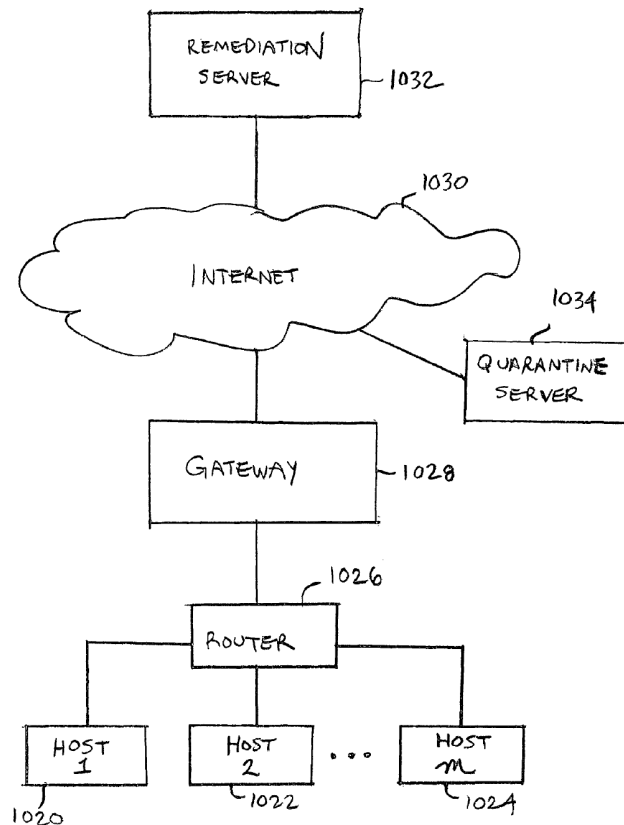 REMEDIATION
SERVER
1032
1030
INTERNET
1034
QUARANTINE
SERVER
GATEWAY
1028
1026
ROUTER
HOST
1
HOST
2
...
HOST
m
1020
1022
1024